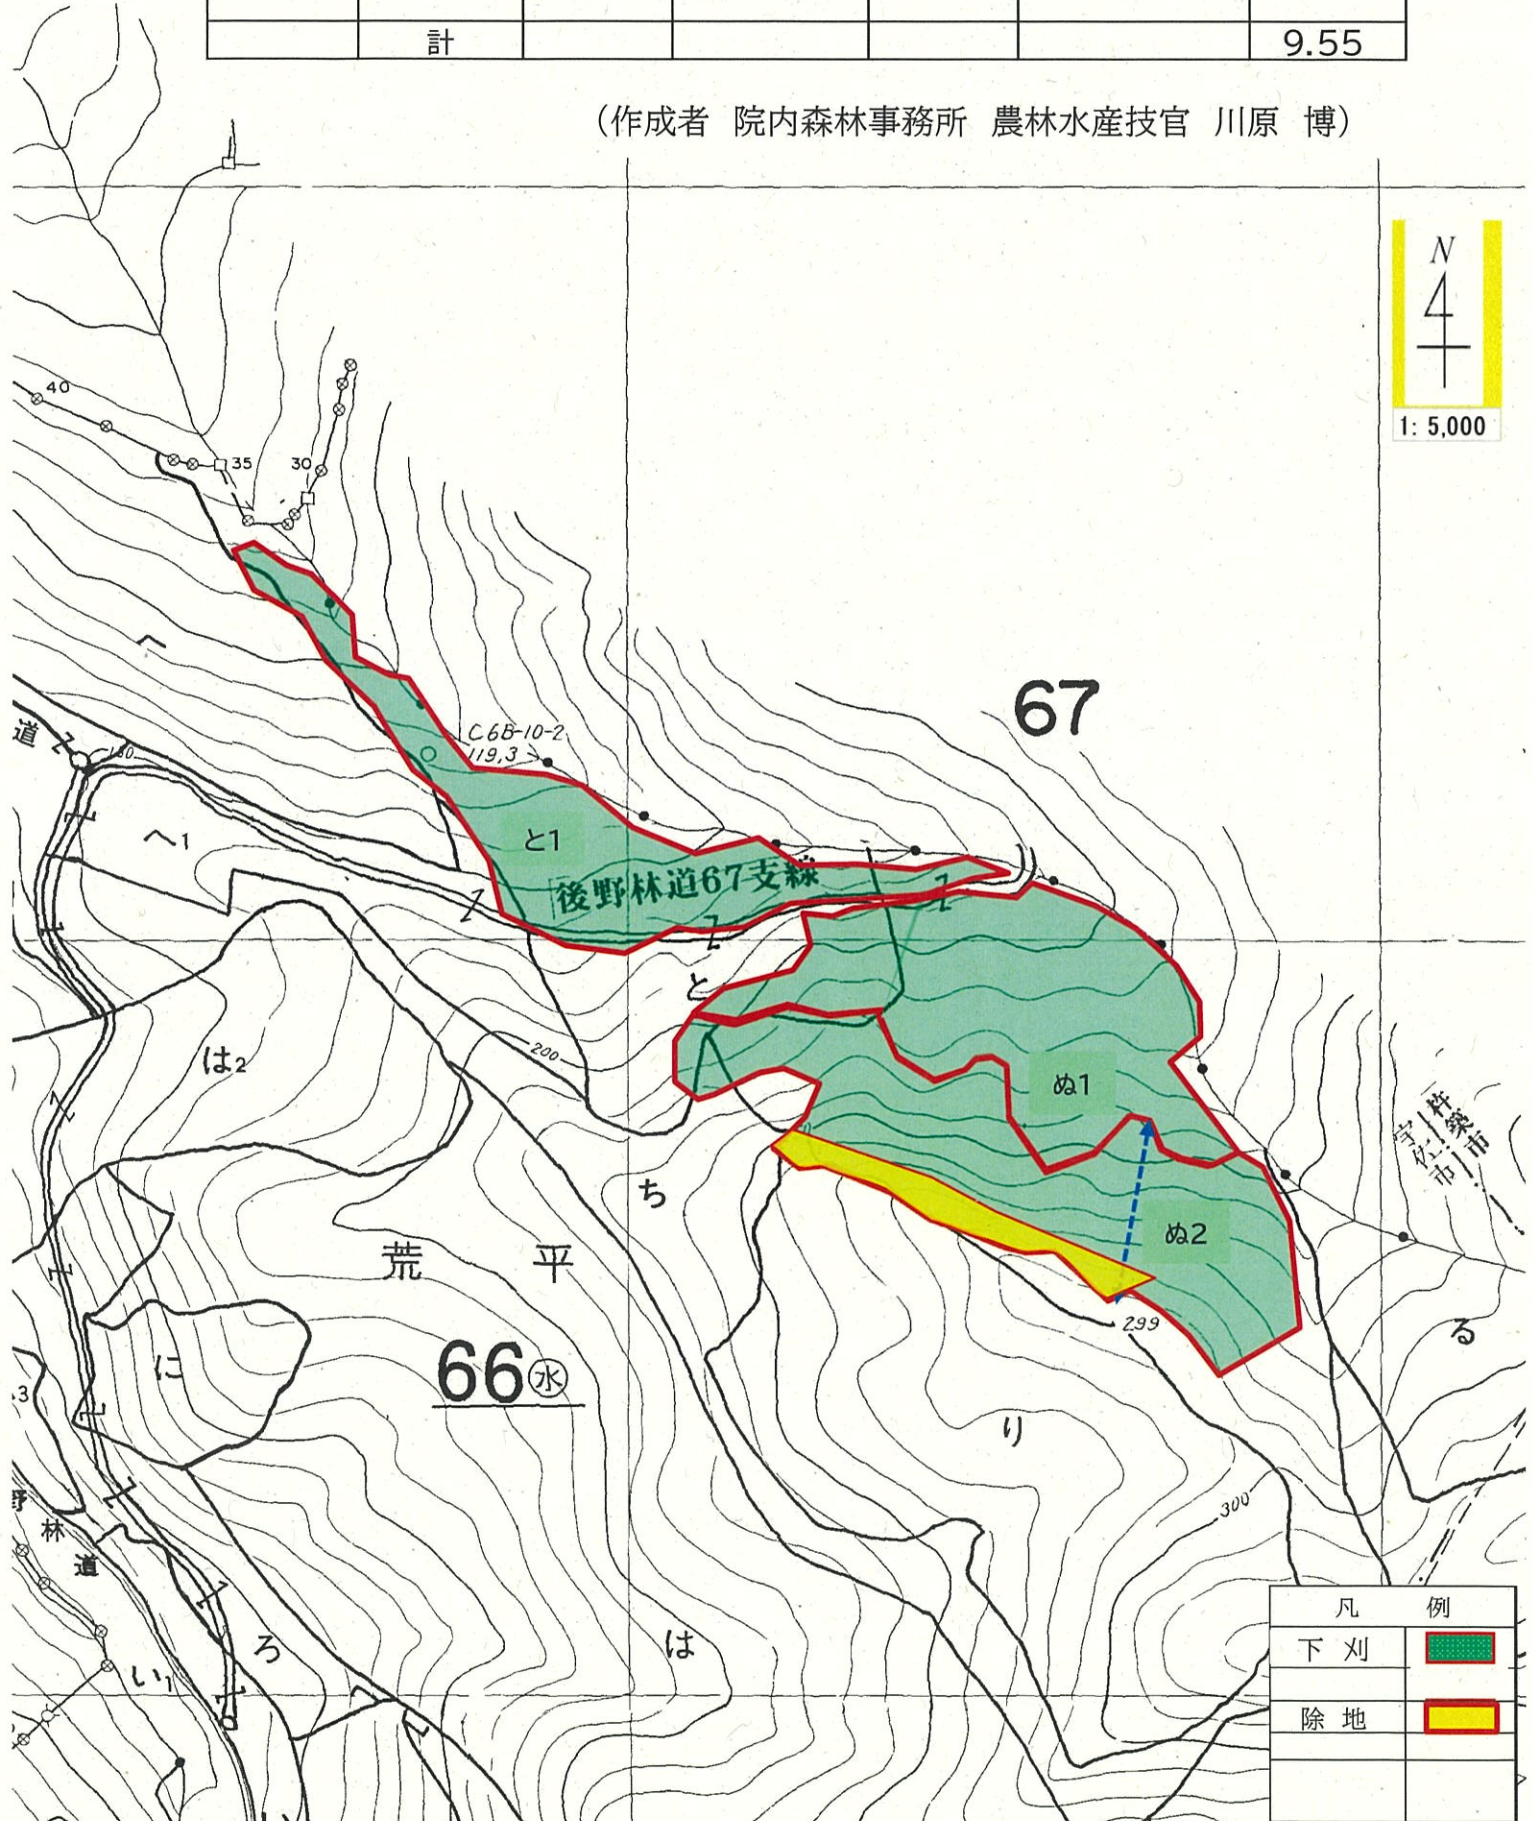 計 9.55
（作成者 院内森林事務所 農林水産技官 川原 博）
N
1: 5,000
40
35
30
へ
67
C6B-10-2
119.3
道
180
へ1
と1
後野林道67支線
と
200
は2
ぬ1
杵築市
宇佐市
ち
ぬ2
荒 平
299
る
に
66㊌
3
り
300
野
林
道
凡 例
下 刈
ろ
は
い1
除 地